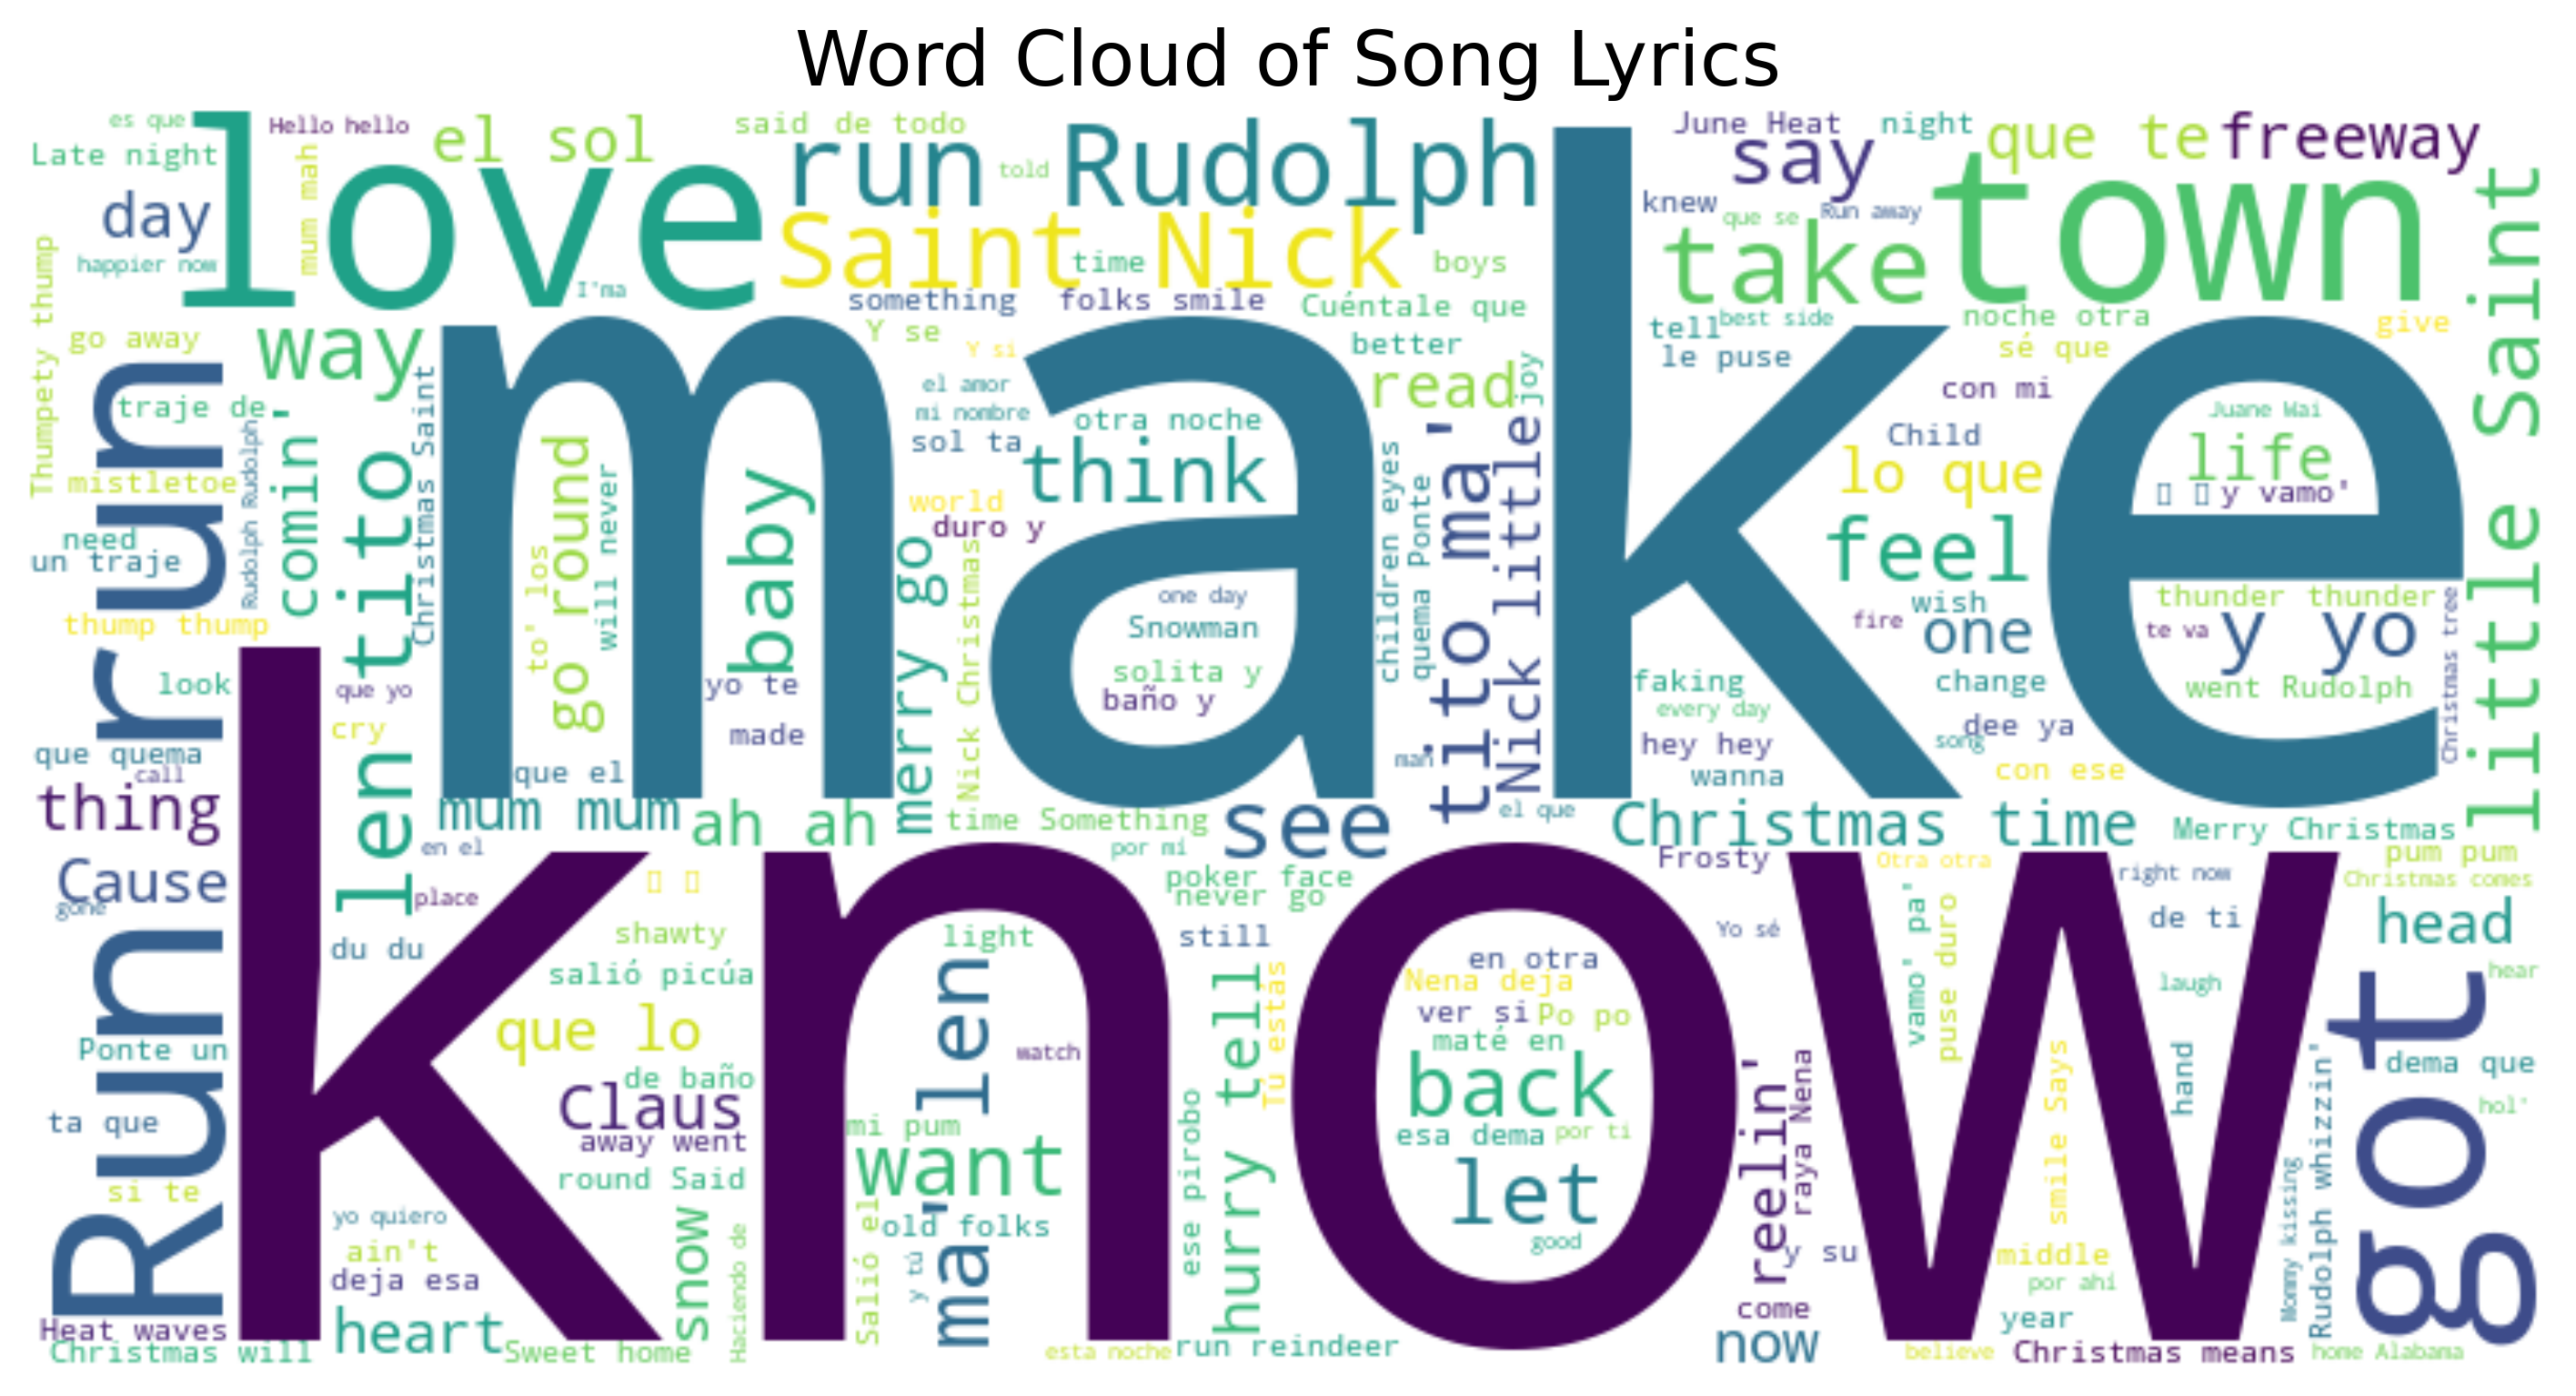 Word Cloud of Song Lyrics
es que
Hello hello
el sol
said de todo
run Rudolph
June Heat
night
que te
freeway
Late night
love
mum mah
told
say
town
day
knew
que se
Run away
Saint Nick
take
little Saint
happier now
I'ma
time
boys
Thumpety thump
something
folks smile
Cuéntale que
tell
best side
noche otra
give
go away
way
Y se
Y si
better
le puse
sé que
make
run
traje de
comin'
tito len
Christmas Saint
Rudolph Rudolph
el amor
mi nombre
sol ta
otra noche
think
read
joy
con mi
Child
lo que
Juane Wai
life
y vamo'
mistletoe
need
un traje
go round
to' los
will never
baby
world
duro y
merry go
Nick Christmas
children eyes
quema Ponte
tito ma'
Nick little
feel
wish
one
fire
thunder thunder
te va
y yo
went Rudolph
Christmas tree
thump thump
one day
Snowman
solita y
baño y
look
que yo
cry
yo te
made
faking
every day
change
dee ya
song
hey hey
wanna
con ese
que quema
call
thing
que el
man
mum mum
ah ah
time Something
see
el que
Christmas time
Merry Christmas
en el
por mi
Frosty
Otra otra
right now
pum pum
Christmas comes
Cause
gone
place
know
poker face
never go
Run
du du
shawty
salió picúa
light
still
Yo sé
de ti
head
hear
en otra
Nena deja
ver si
Po po
maté en
back
esa dema
por ti
let
good
vamo' pa'
puse duro
laugh
got
que lo
ma' len
watch
hurry tell
Tú estás
Ponte un
de baño
Claus
away went
round Said
mi pum
want
old folks
ese pirobo
reelin'
raya Nena
smile Says
hand
dema que
hol'
ta que
si te
yo quiero
ain't
deja esa
snow
Haciendo de
Salió el
y tú
y su
middle
por ahí
Mommy kissing
Rudolph whizzin'
come
year
Heat waves
Christmas will
heart
Sweet home
esta noche
run reindeer
now
believe
Christmas means
home Alabama